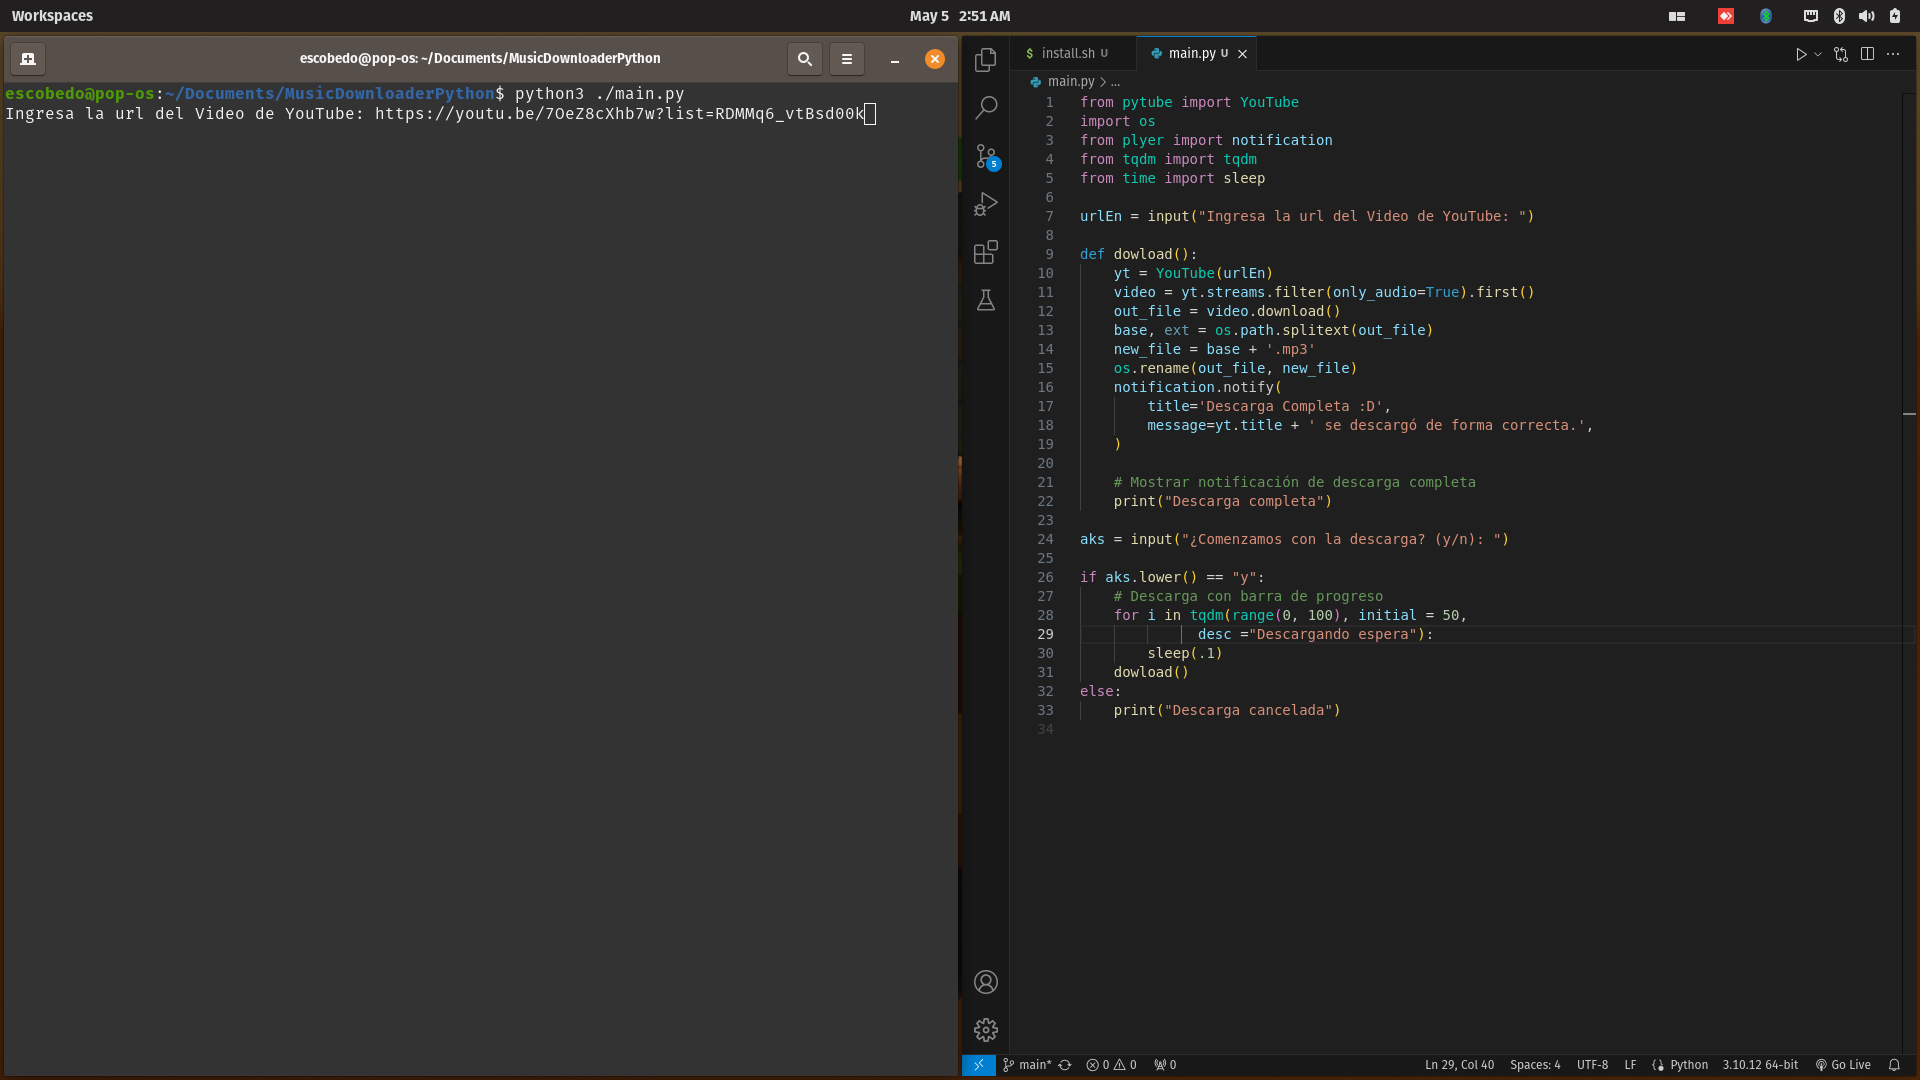 Workspaces
May 5 2:51 AM
escobedo@pop-os: ~/Documents/MusicDownloaderPython
escobedo@pop-os:~/Documents/MusicDownloaderPython$ python3 ./main.py
Ingresa la url del Video de YouTube: https://youtu.be/7OeZ8cXhb7w?list=RDMMq6_vtBsd00k
$ install.sh U
main.py U
main.py > ...
1 from pytube import YouTube
2 import os
3 from plyer import notification
4 from tqdm import tqdm
5 from time import sleep
6
7 urlEn = input("Ingresa la url del Video de YouTube: ")
8
9 def dowload():
10     yt = YouTube(urlEn)
11     video = yt.streams.filter(only_audio=True).first()
12     out_file = video.download()
13     base, ext = os.path.splitext(out_file)
14     new_file = base + '.mp3'
15     os.rename(out_file, new_file)
16     notification.notify(
17         title='Descarga Completa :D',
18         message=yt.title + ' se descargó de forma correcta.',
19     )
20
21     # Mostrar notificación de descarga completa
22     print("Descarga completa")
23
24 aks = input("¿Comenzamos con la descarga? (y/n): ")
25
26 if aks.lower() == "y":
27     # Descarga con barra de progreso
28     for i in tqdm(range(0, 100), initial = 50,
29               desc ="Descargando espera"):
30         sleep(.1)
31     dowload()
32 else:
33     print("Descarga cancelada")
34
5
main* 0 0 0 Ln 29, Col 40 Spaces: 4 UTF-8 LF Python 3.10.12 64-bit Go Live